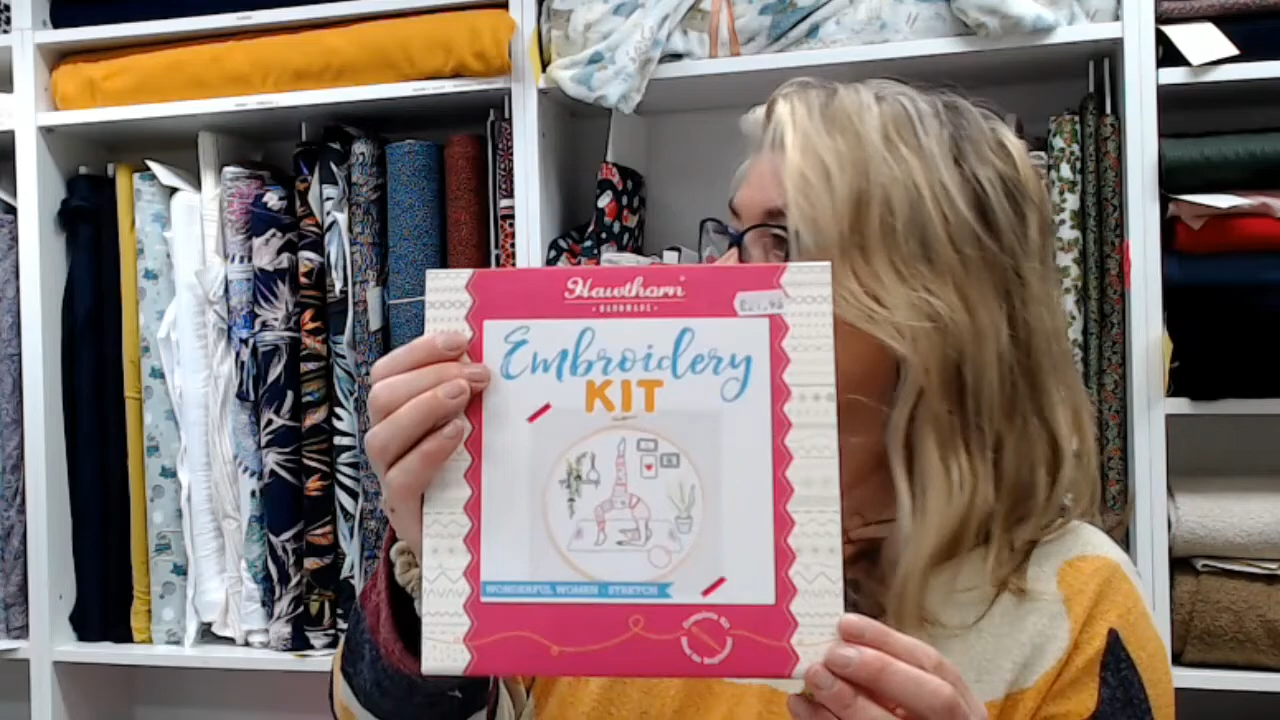 Hawthorn
• HANDMADE •
Embroidery
KIT
WONDERFUL WOMEN - STRETCH